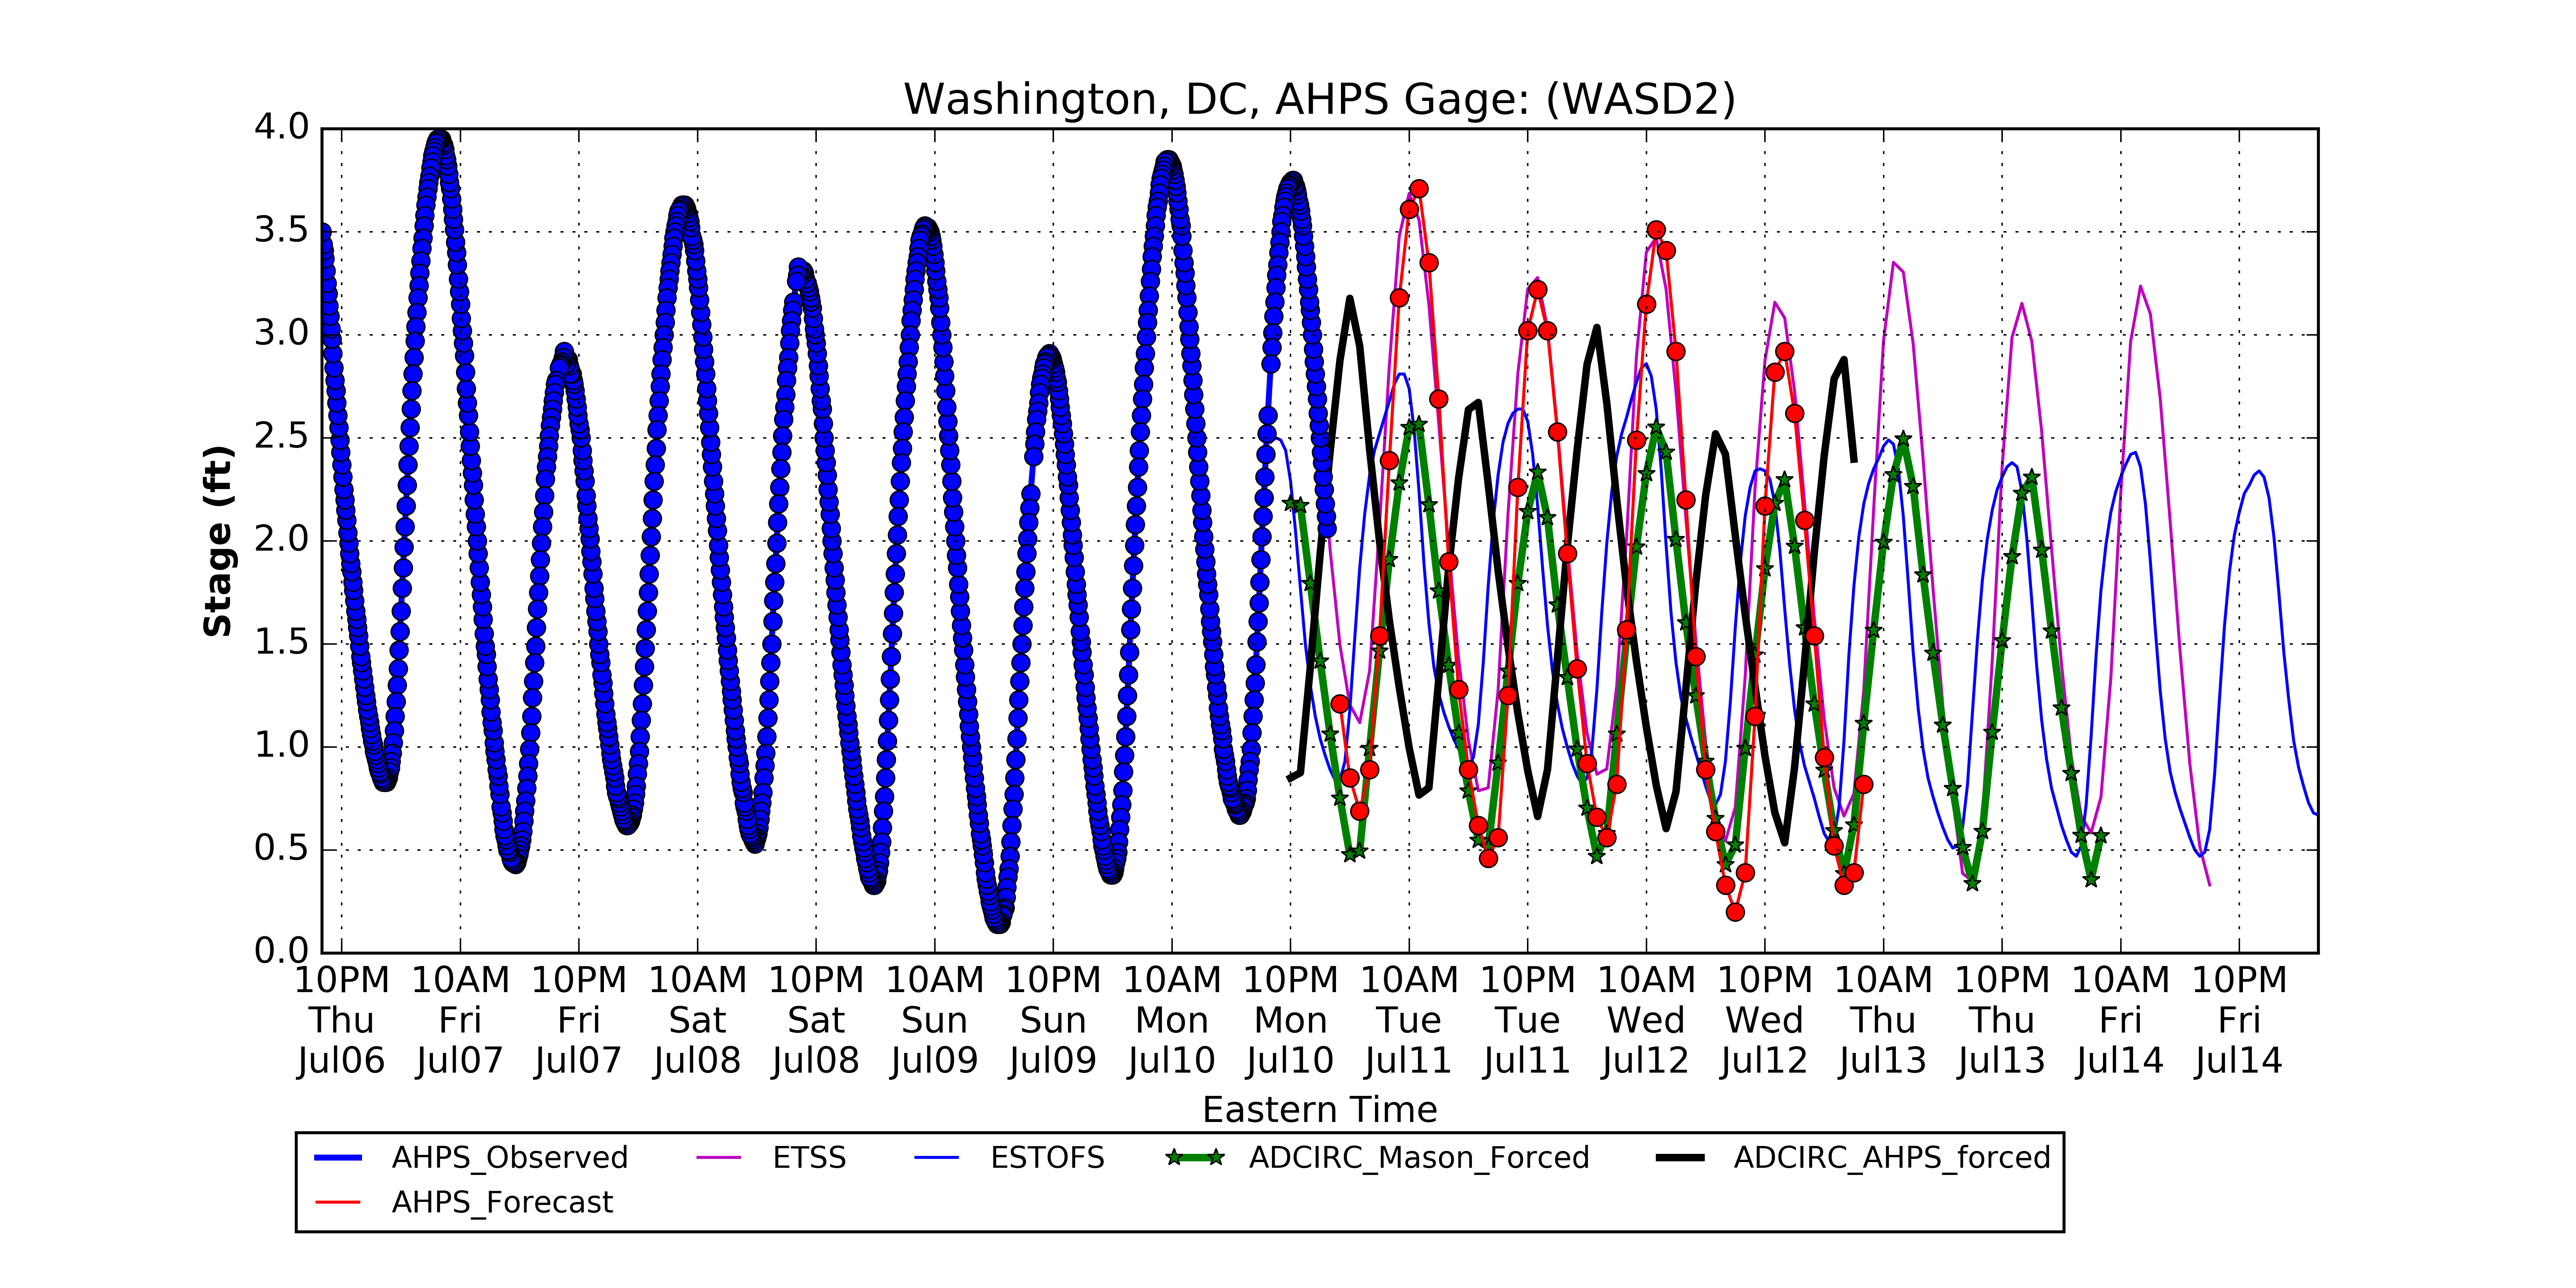 Washington, DC, AHPS Gage: (WASD2)
Stage (ft)
4.0
3.5
3.0
2.5
2.0
1.5
1.0
0.5
0.0
10PM 10AM 10PM 10AM 10PM 10AM 10PM 10AM 10PM 10AM 10PM 10AM 10PM 10AM 10PM 10AM 10PM
Thu Fri Fri Sat Sat Sun Sun Mon Mon Tue Tue Wed Wed Thu Thu Fri Fri
Jul06 Jul07 Jul07 Jul08 Jul08 Jul09 Jul09 Jul10 Jul10 Jul11 Jul11 Jul12 Jul12 Jul13 Jul13 Jul14 Jul14
Eastern Time
AHPS_Observed ETSS ESTOFS ADCIRC_Mason_Forced ADCIRC_AHPS_forced
AHPS_Forecast